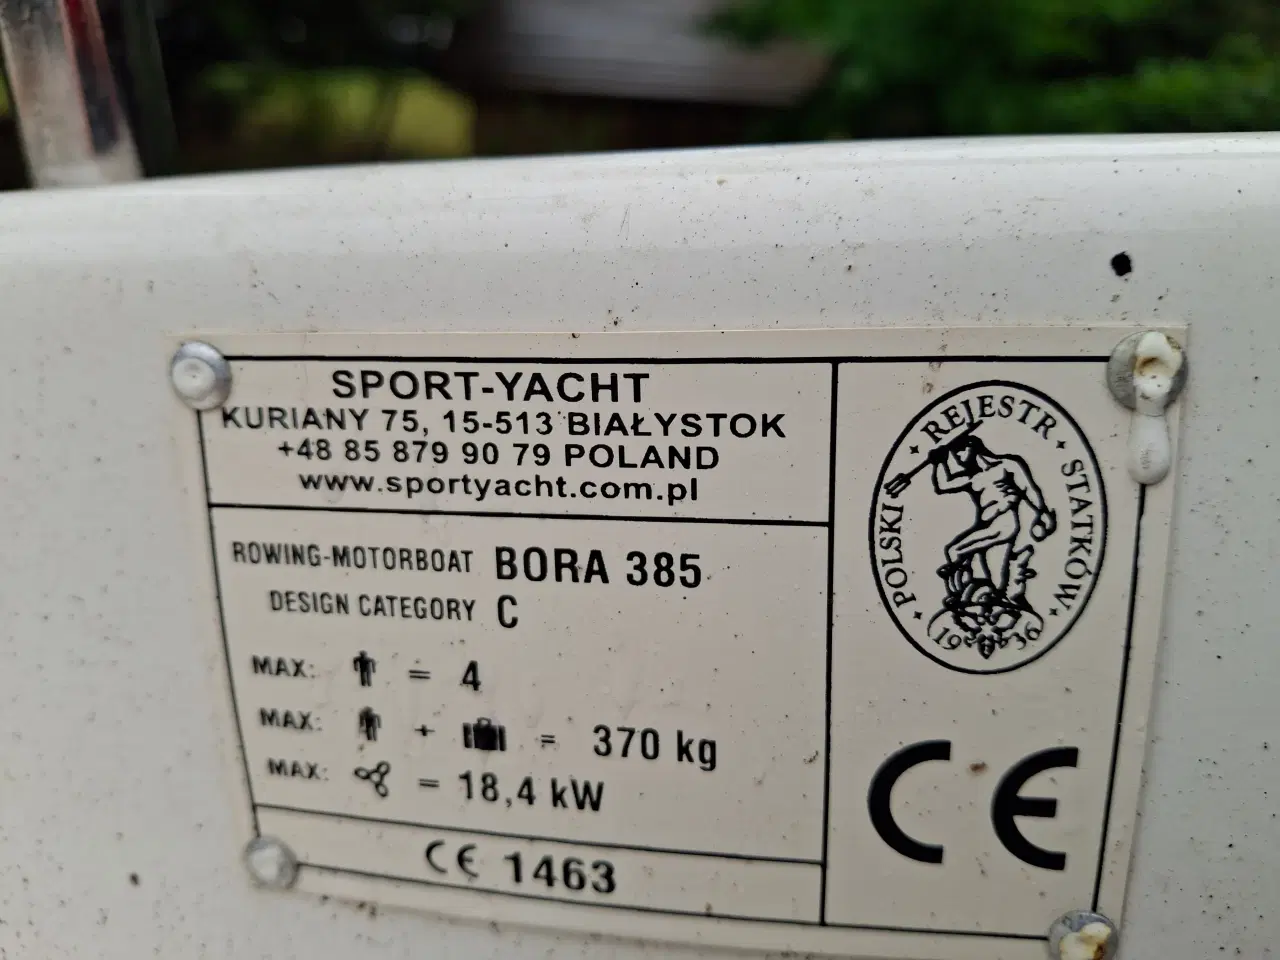 SPORT-YACHT
KURIANY 75, 15-513 BIAŁYSTOK
+48 85 879 90 79 POLAND
www.sportyacht.com.pl
ROWING-MOTORBOAT BORA 385
DESIGN CATEGORY C
MAX: = 4
MAX: + = 370 kg
MAX: = 18,4 kW
CE 1463
POLSKI REJESTR STATKÓW
1936
CE